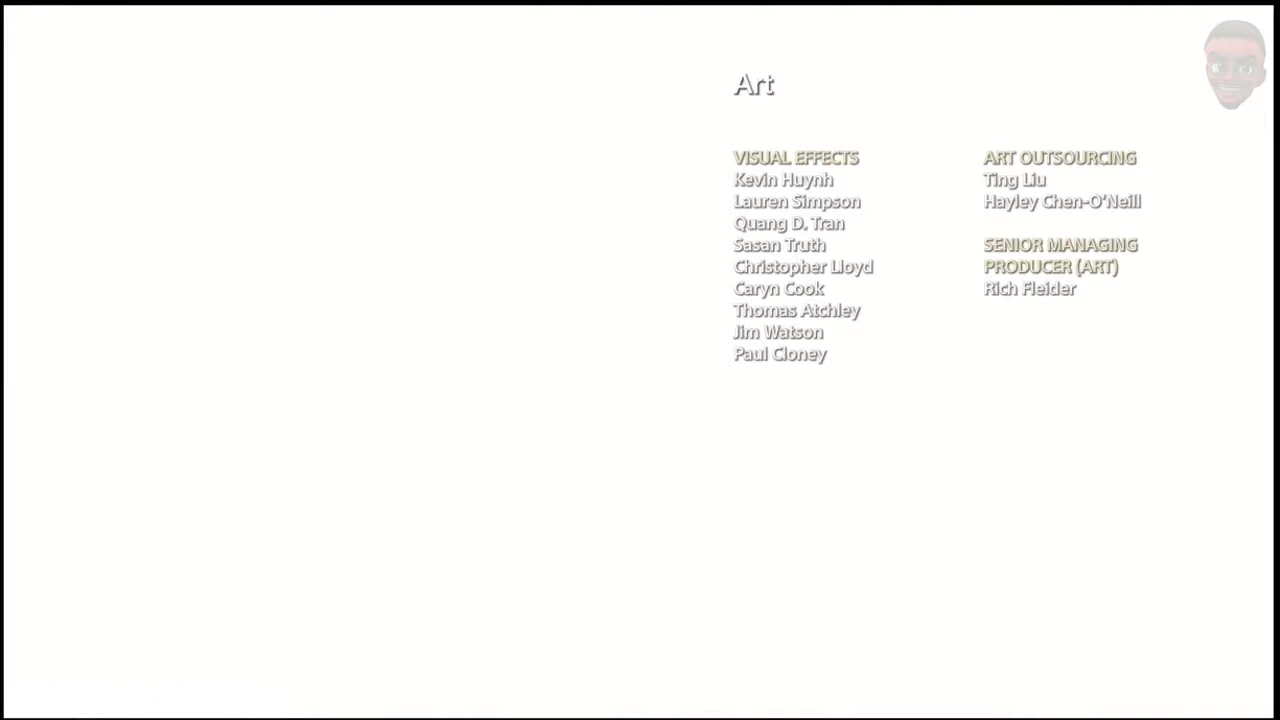 Art
VISUAL EFFECTS
Kevin Huynh
Lauren Simpson
Quang D. Tran
Sasan Truth
Christopher Lloyd
Caryn Cook
Thomas Atchley
Jim Watson
Paul Cloney
ART OUTSOURCING
Ting Liu
Hayley Chen-O'Neill
SENIOR MANAGING
PRODUCER (ART)
Rich Fleider